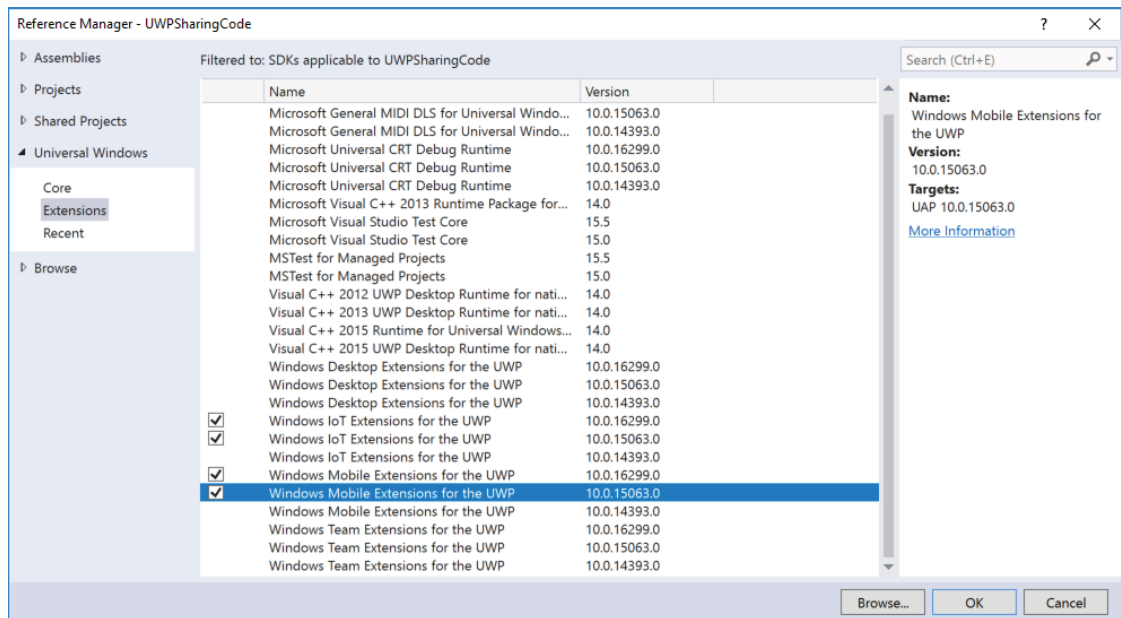 Reference Manager - UWPSharingCode
? 
Assemblies
Projects
Shared Projects
Universal Windows
Core
Extensions
Recent
Browse
Filtered to: SDKs applicable to UWPSharingCode
Search (Ctrl+E)
Name Version
Microsoft General MIDI DLS for Universal Windo... 10.0.15063.0
Microsoft General MIDI DLS for Universal Windo... 10.0.14393.0
Microsoft Universal CRT Debug Runtime 10.0.16299.0
Microsoft Universal CRT Debug Runtime 10.0.15063.0
Microsoft Universal CRT Debug Runtime 10.0.14393.0
Microsoft Visual C++ 2013 Runtime Package for... 14.0
Microsoft Visual Studio Test Core 15.5
Microsoft Visual Studio Test Core 15.0
MSTest for Managed Projects 15.5
MSTest for Managed Projects 15.0
Visual C++ 2012 UWP Desktop Runtime for nati... 14.0
Visual C++ 2013 UWP Desktop Runtime for nati... 14.0
Visual C++ 2015 Runtime for Universal Windows... 14.0
Visual C++ 2015 UWP Desktop Runtime for nati... 14.0
Windows Desktop Extensions for the UWP 10.0.16299.0
Windows Desktop Extensions for the UWP 10.0.15063.0
Windows Desktop Extensions for the UWP 10.0.14393.0
Windows IoT Extensions for the UWP 10.0.16299.0
Windows IoT Extensions for the UWP 10.0.15063.0
Windows IoT Extensions for the UWP 10.0.14393.0
Windows Mobile Extensions for the UWP 10.0.16299.0
Windows Mobile Extensions for the UWP 10.0.15063.0
Windows Mobile Extensions for the UWP 10.0.14393.0
Windows Team Extensions for the UWP 10.0.16299.0
Windows Team Extensions for the UWP 10.0.15063.0
Windows Team Extensions for the UWP 10.0.14393.0
Name:
Windows Mobile Extensions for
the UWP
Version:
10.0.15063.0
Targets:
UAP 10.0.15063.0
More Information
Browse... OK Cancel